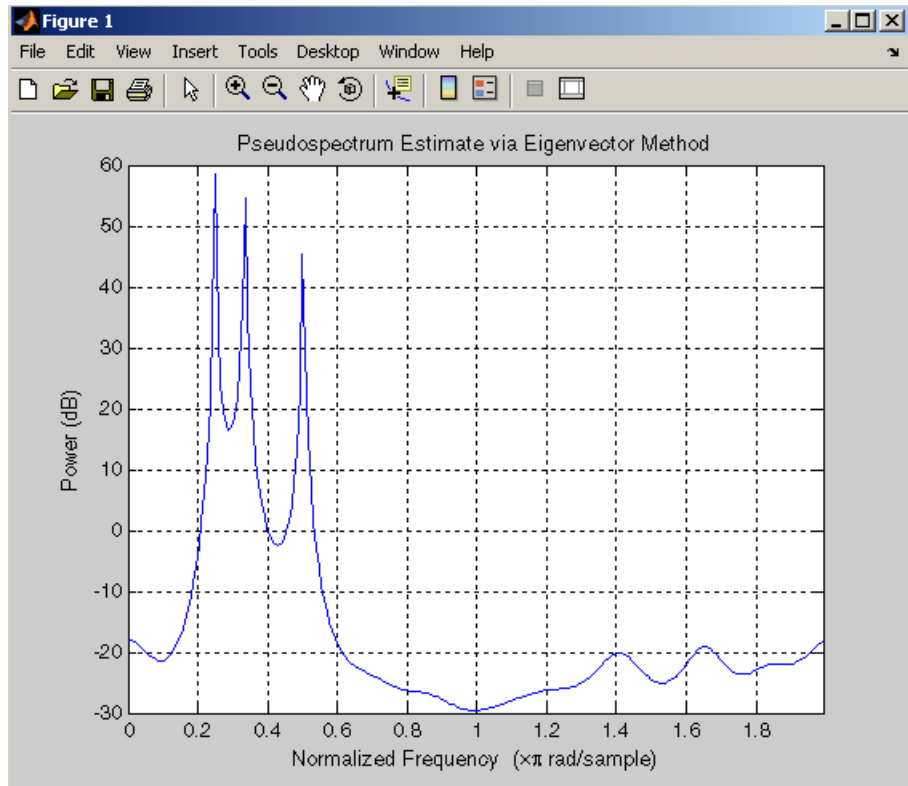 Figure 1
File Edit View Insert Tools Desktop Window Help
Pseudospectrum Estimate via Eigenvector Method
60
50
40
30
20
10
0
-10
-20
-30
Power (dB)
0 0.2 0.4 0.6 0.8 1 1.2 1.4 1.6 1.8
Normalized Frequency (×π rad/sample)